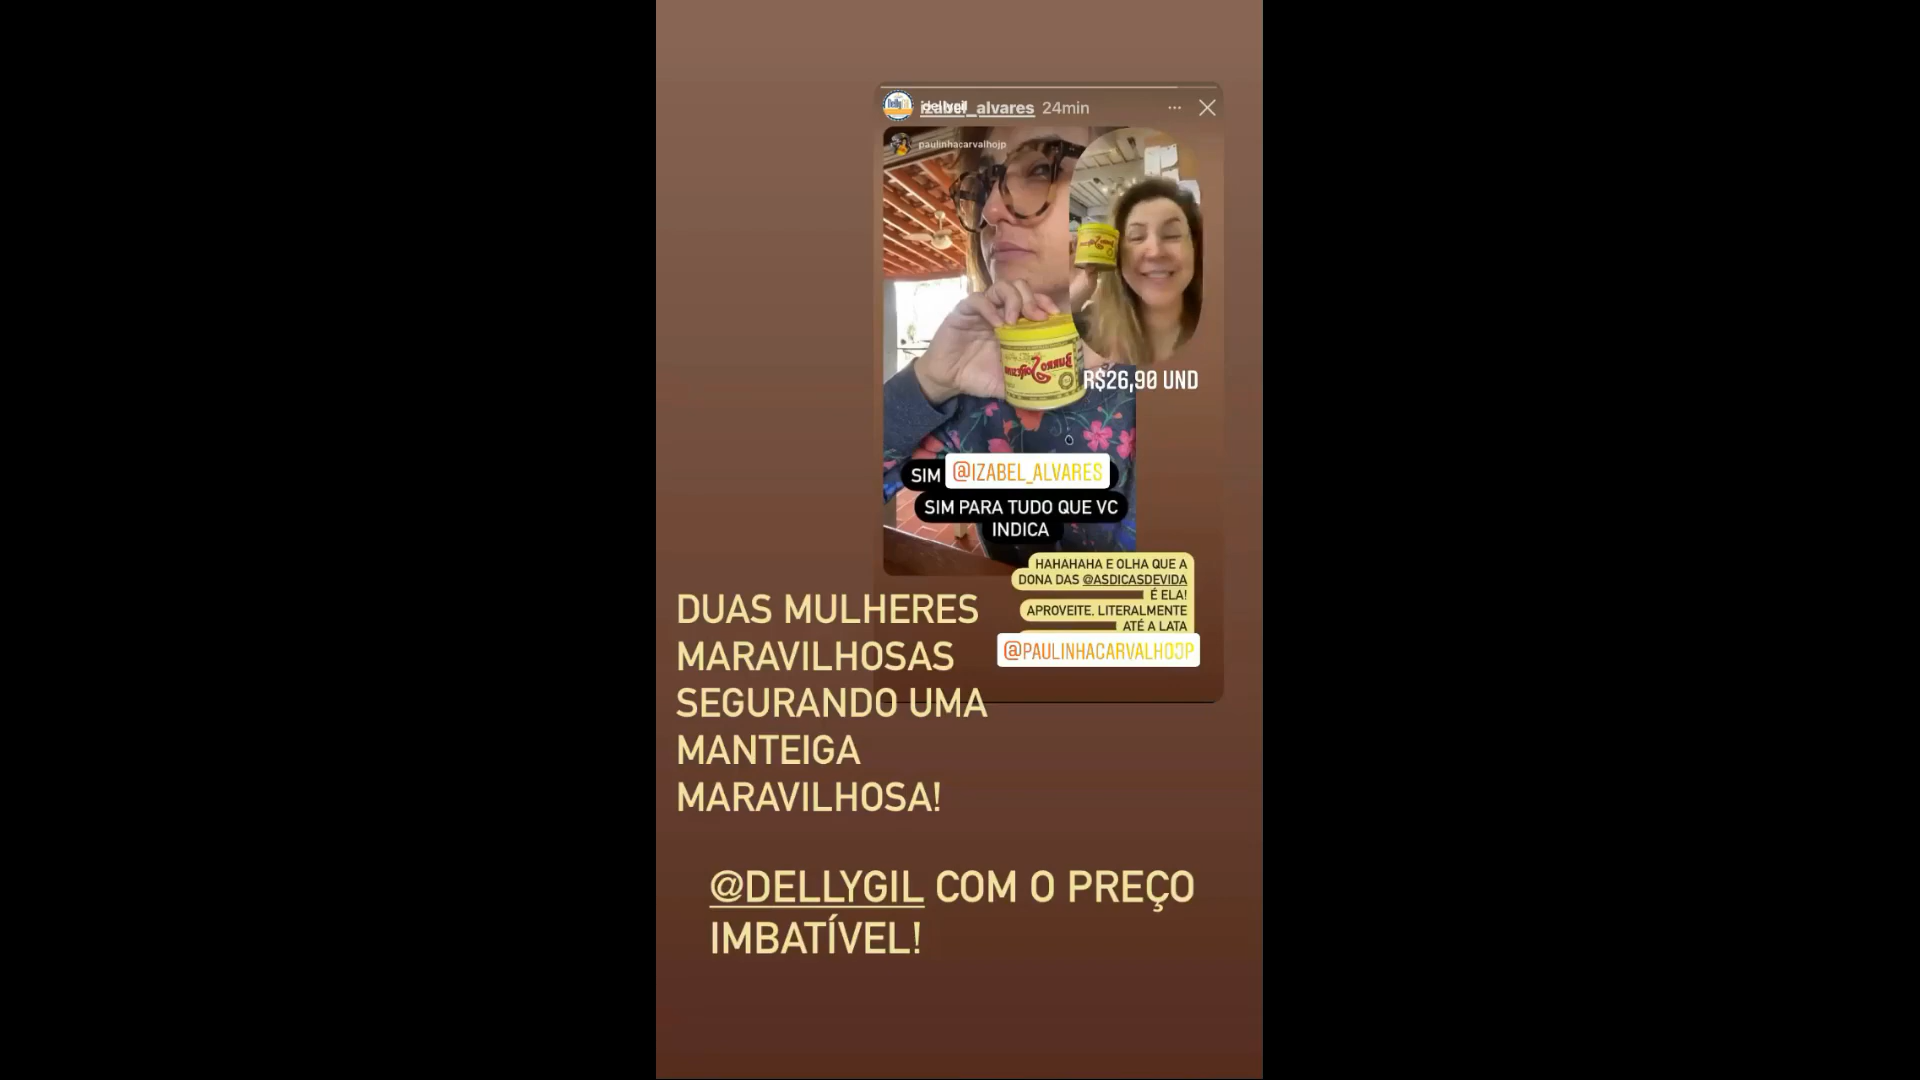 izabel_alvares 24min
paulinhacarvalhojp
R$26,90 UND
SIM @IZABEL_ALVARES
SIM PARA TUDO QUE VC
INDICA
HAHAHAHA E OLHA QUE A
DONA DAS @ASDICASDEVIDA
É ELA!
APROVEITE, LITERALMENTE
ATÉ A LATA
@PAULINHACARVALHOJP
DUAS MULHERES
MARAVILHOSAS
SEGURANDO UMA
MANTEIGA
MARAVILHOSA!
@DELLYGIL COM O PREÇO
IMBATÍVEL!